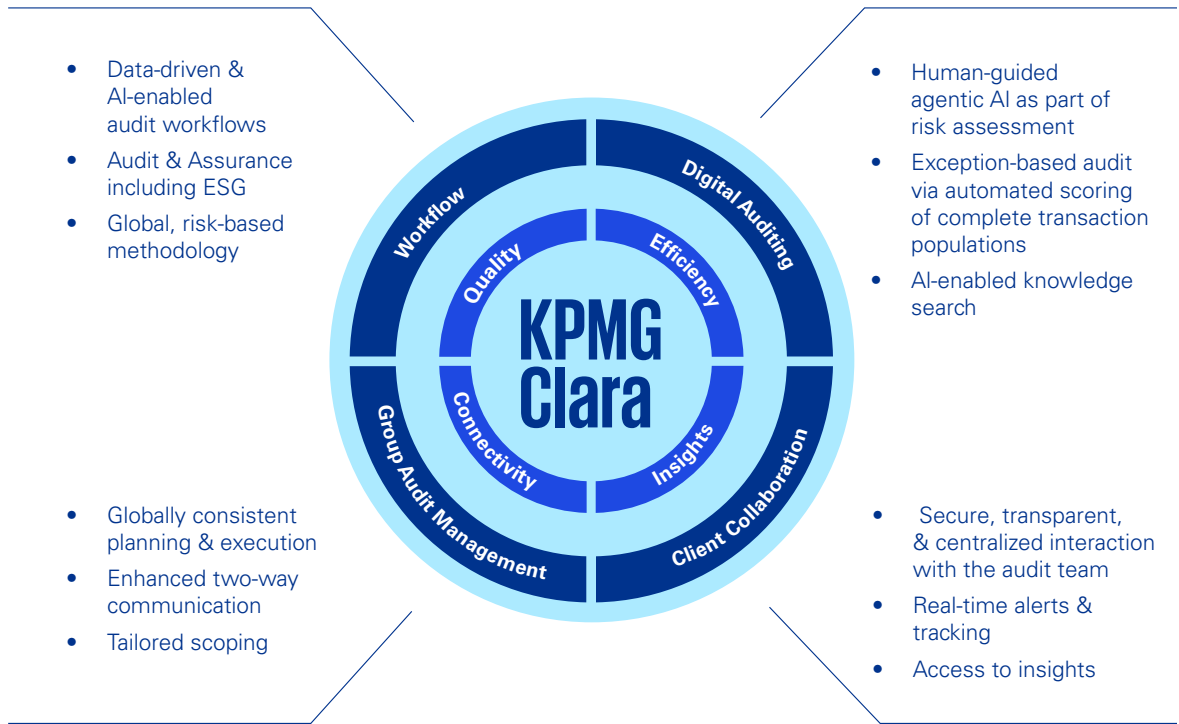 • Data-driven &
AI-enabled
audit workflows
• Audit & Assurance
including ESG
• Global, risk-based
methodology
• Human-guided
agentic AI as part of
risk assessment
• Exception-based audit
via automated scoring
of complete transaction
populations
• AI-enabled knowledge
search
Workflow
Digital Auditing
Quality
Efficiency
KPMG
Clara
Connectivity
Insights
Group Audit Management
Client Collaboration
• Globally consistent
planning & execution
• Enhanced two-way
communication
• Tailored scoping
• Secure, transparent,
& centralized interaction
with the audit team
• Real-time alerts &
tracking
• Access to insights